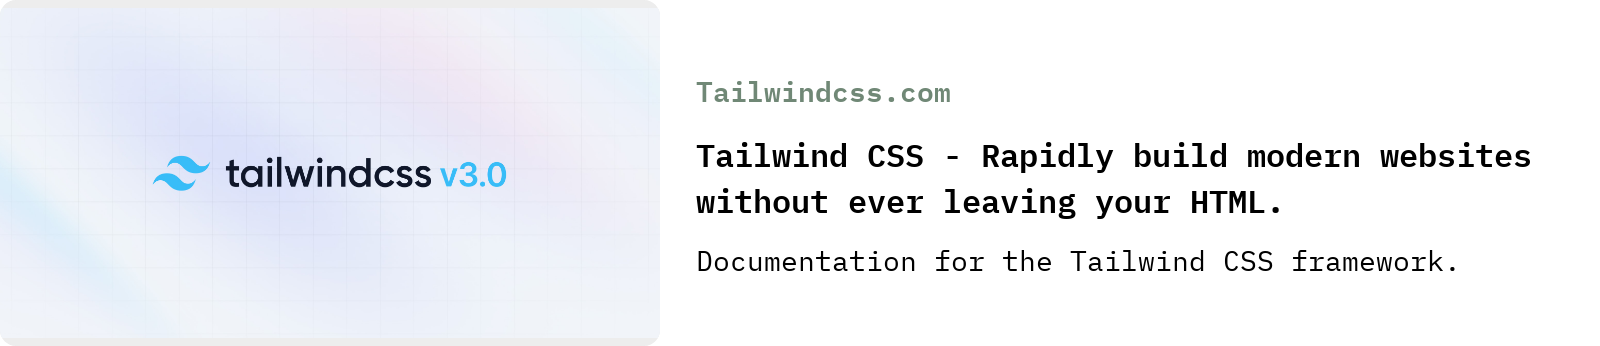 tailwindcss v3.0
Tailwindcss.com
Tailwind CSS - Rapidly build modern websites
without ever leaving your HTML.
Documentation for the Tailwind CSS framework.